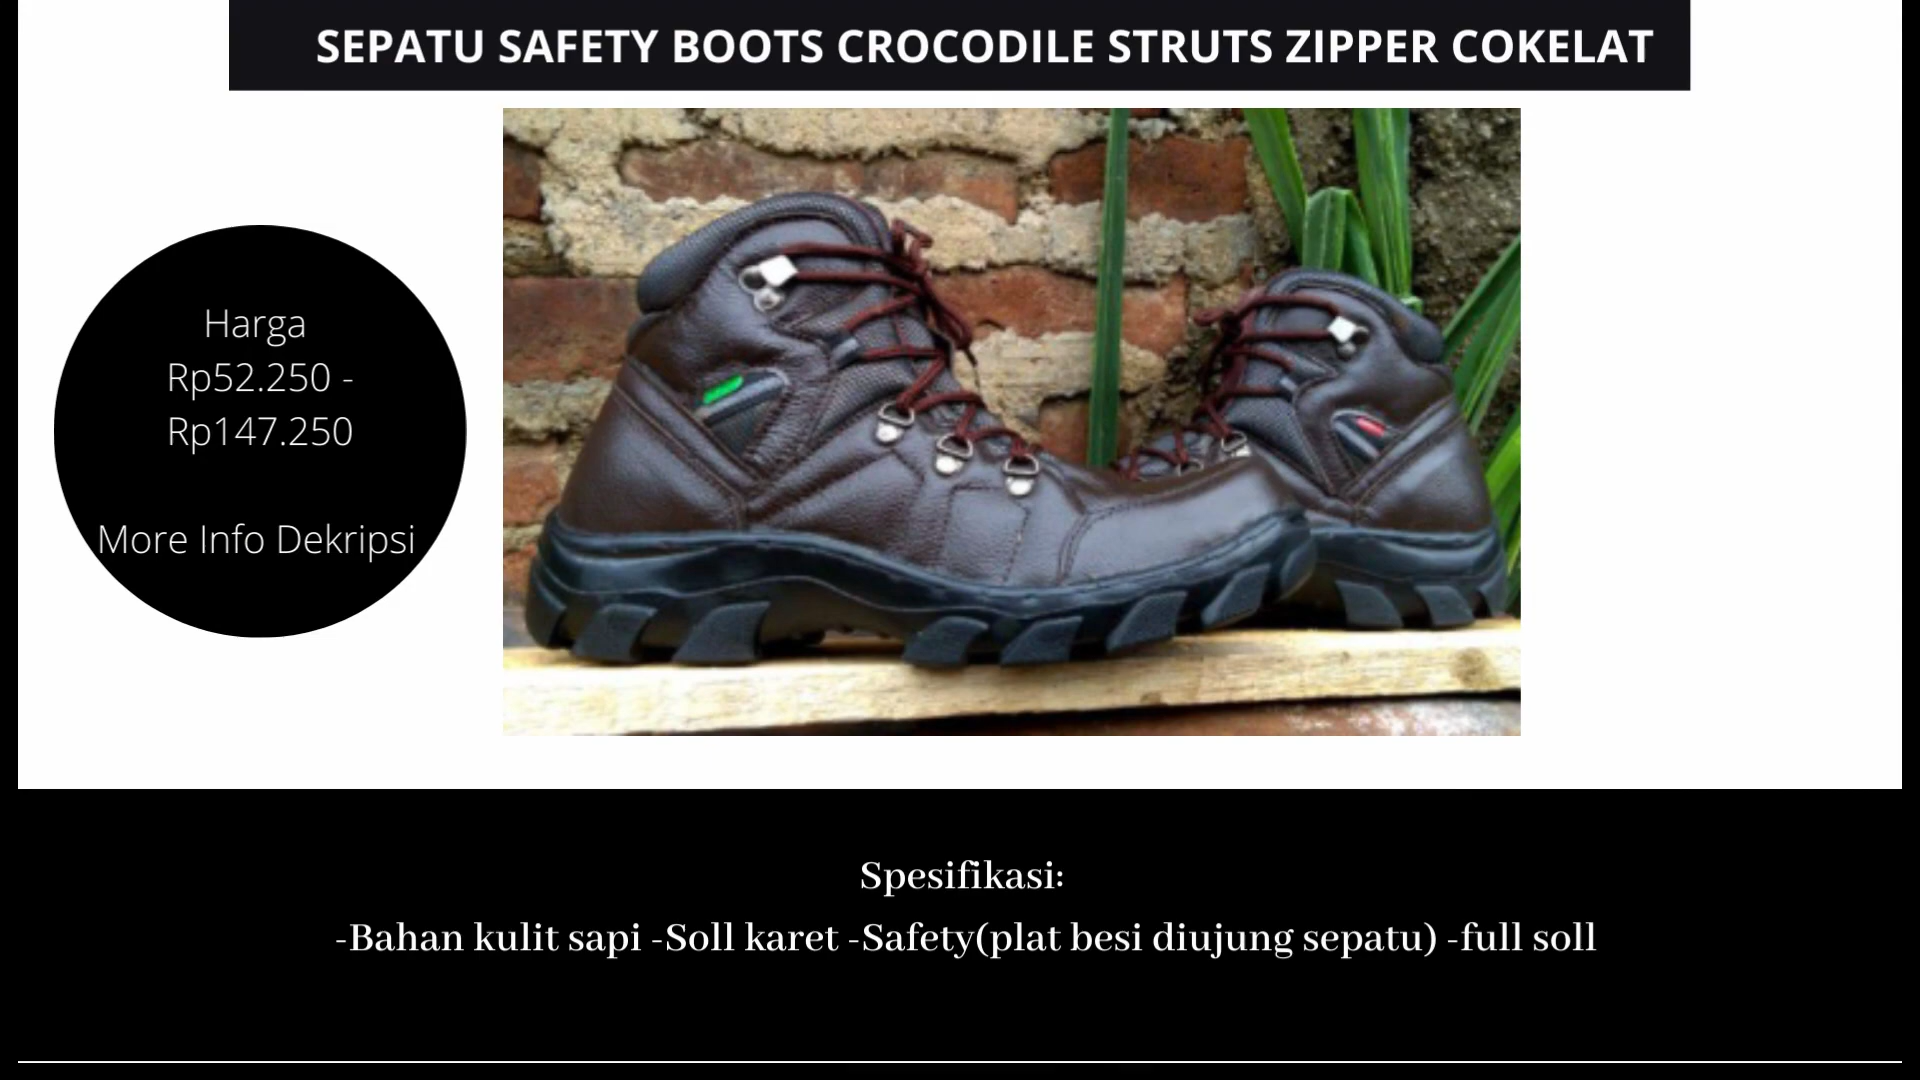 SEPATU SAFETY BOOTS CROCODILE STRUTS ZIPPER COKELAT
Harga
Rp52.250 -
Rp147.250
More Info Dekripsi
Spesifikasi:
-Bahan kulit sapi -Soll karet -Safety(plat besi diujung sepatu) -full soll